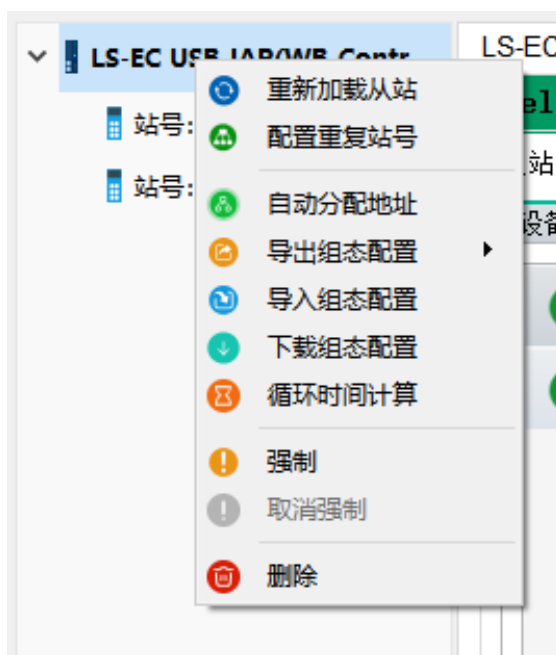 LS-EC USB
LS-EC
重新加载从站
站号:
配置重复站号
站
站号:
自动分配地址
导出组态配置
导入组态配置
下载组态配置
循环时间计算
强制
取消强制
删除